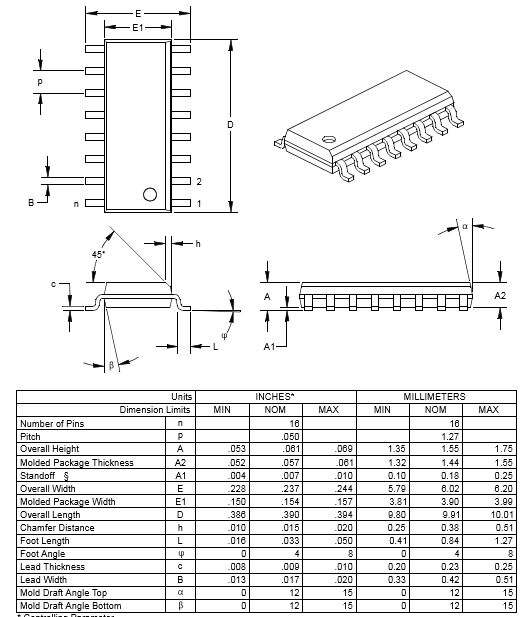 E
E1
p
D
B
2
n
1
α
h
45°
c
A
A2
φ
β
L
A1
Units INCHES* MILLIMETERS
Dimension Limits MIN NOM MAX MIN NOM MAX
Number of Pins n 16 16
Pitch p .050 1.27
Overall Height A .053 .061 .069 1.35 1.55 1.75
Molded Package Thickness A2 .052 .057 .061 1.32 1.44 1.55
Standoff § A1 .004 .007 .010 0.10 0.18 0.25
Overall Width E .228 .237 .244 5.79 6.02 6.20
Molded Package Width E1 .150 .154 .157 3.81 3.90 3.99
Overall Length D .386 .390 .394 9.80 9.91 10.01
Chamfer Distance h .010 .015 .020 0.25 0.38 0.51
Foot Length L .016 .033 .050 0.41 0.84 1.27
Foot Angle φ 0 4 8 0 4 8
Lead Thickness c .008 .009 .010 0.20 0.23 0.25
Lead Width B .013 .017 .020 0.33 0.42 0.51
Mold Draft Angle Top α 0 12 15 0 12 15
Mold Draft Angle Bottom β 0 12 15 0 12 15
* Controlling Parameter